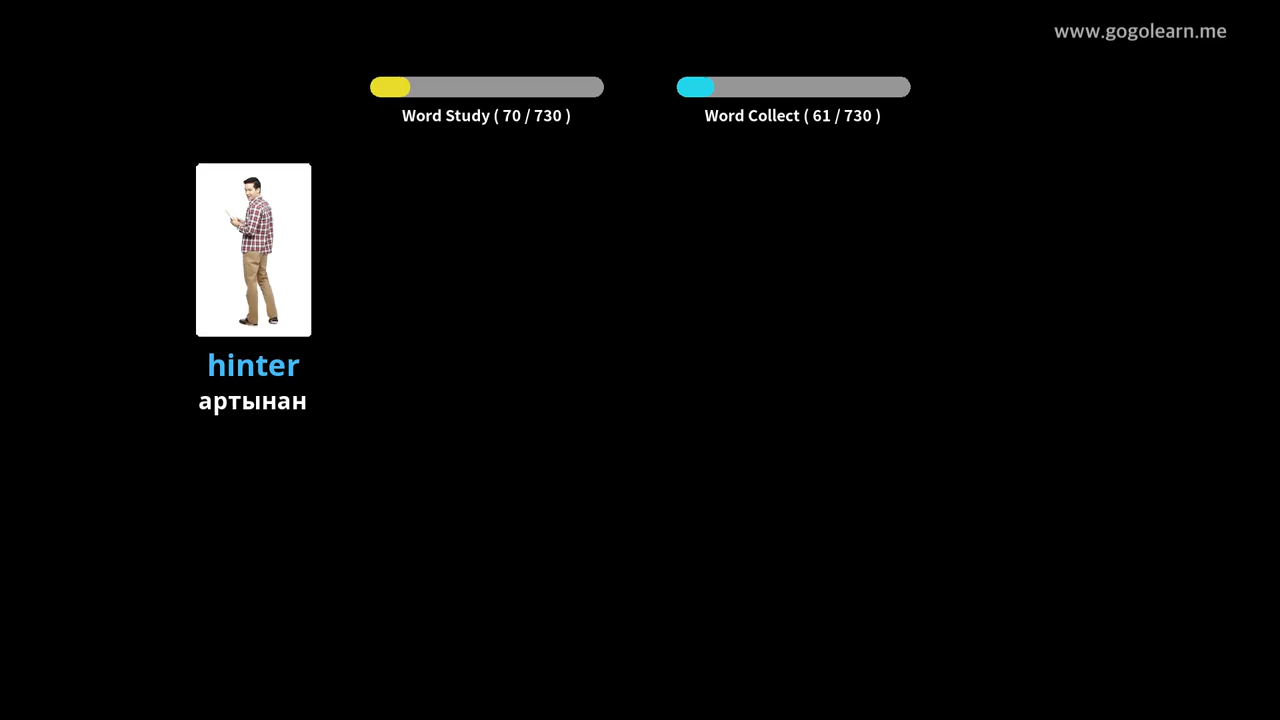 www.gogolearn.me
Word Study ( 70 / 730 )
Word Collect ( 61 / 730 )
hinter
артынан